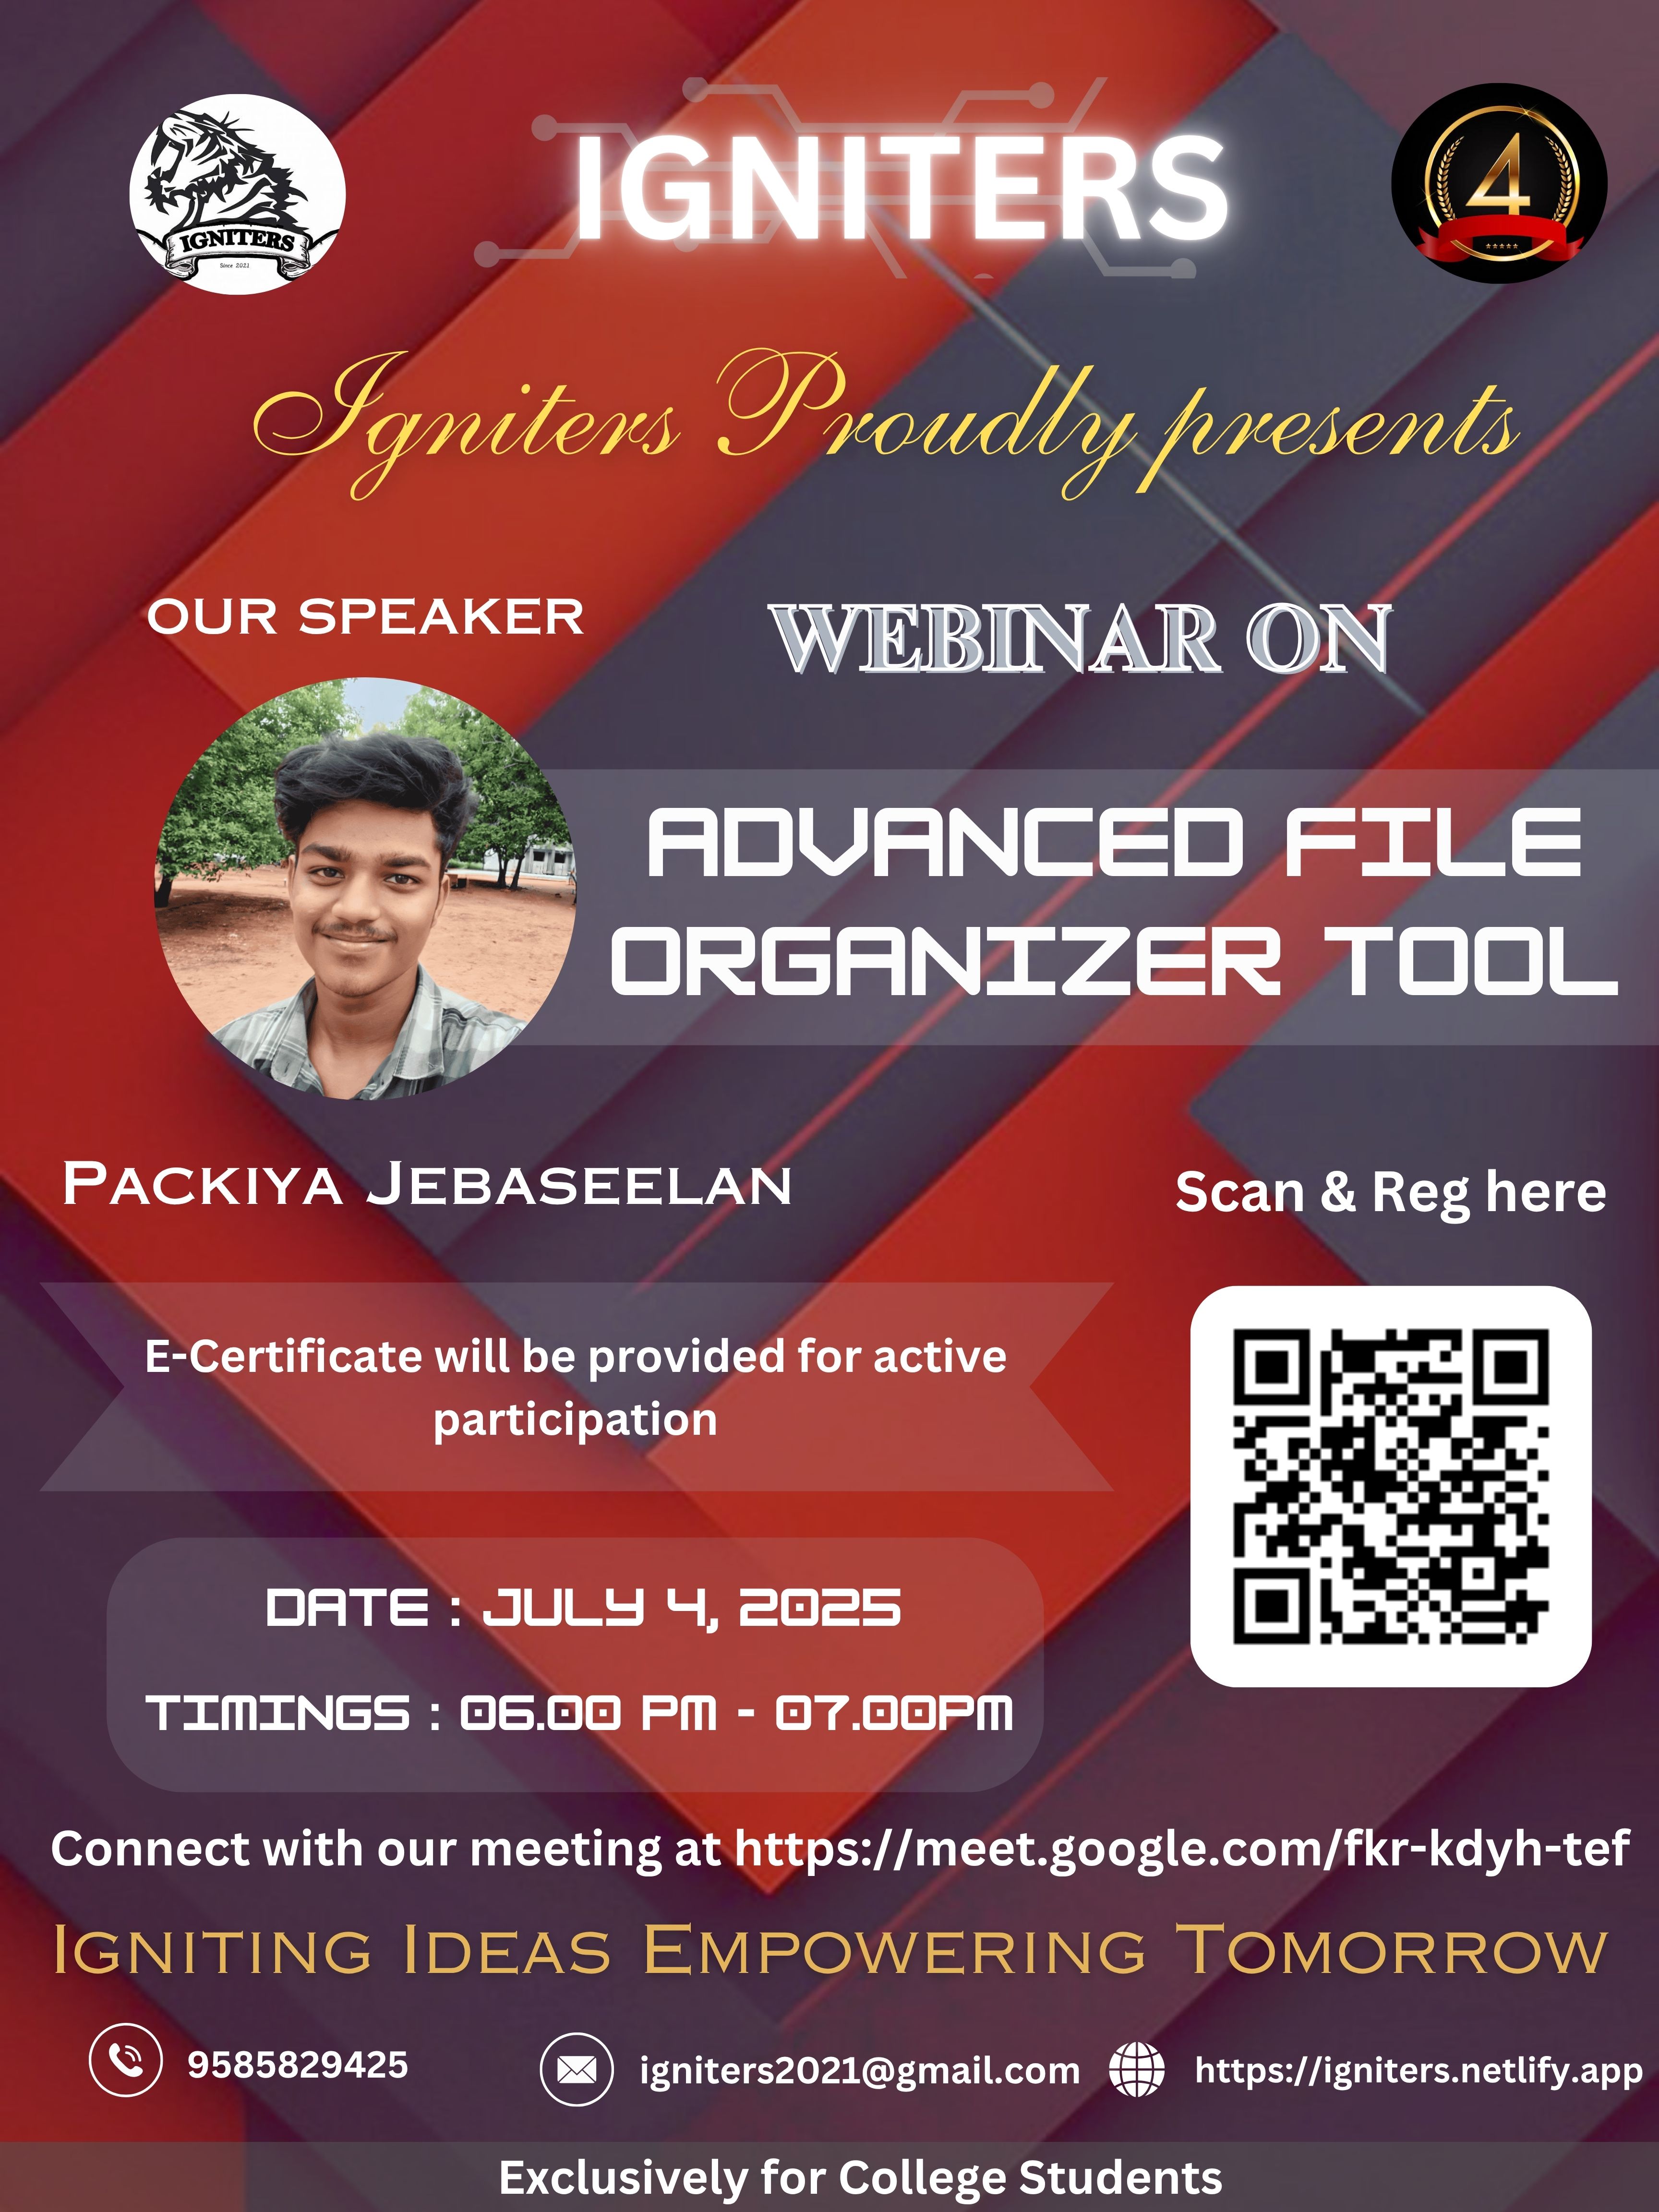 IGNITERS
Since 2021
IGNITERS
4
Igniters Proudly presents
OUR SPEAKER
WEBINAR ON
ADVANCED FILE
ORGANIZER TOOL
PACKIYA JEBASEELAN
Scan & Reg here
E-Certificate will be provided for active
participation
DATE : JULY 4, 2025
TIMINGS : 06.00 PM - 07.00PM
Connect with our meeting at https://meet.google.com/fkr-kdyh-tef
IGNITING IDEAS EMPOWERING TOMORROW
9585829425
igniters2021@gmail.com
https://igniters.netlify.app
Exclusively for College Students